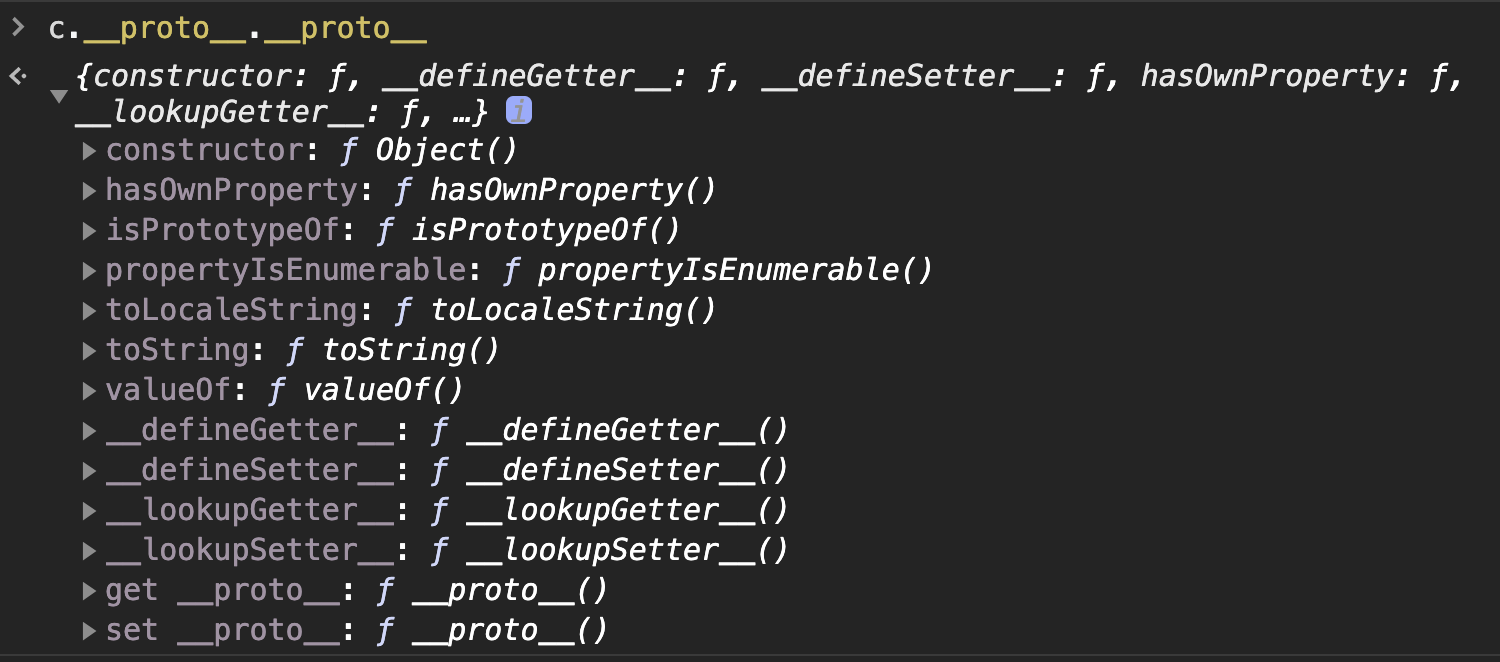 c.__proto__.__proto__
{constructor: ƒ, __defineGetter__: ƒ, __defineSetter__: ƒ, hasOwnProperty: ƒ,
__lookupGetter__: ƒ, …} i
constructor: ƒ Object()
hasOwnProperty: ƒ hasOwnProperty()
isPrototypeOf: ƒ isPrototypeOf()
propertyIsEnumerable: ƒ propertyIsEnumerable()
toLocaleString: ƒ toLocaleString()
toString: ƒ toString()
valueOf: ƒ valueOf()
__defineGetter__: ƒ __defineGetter__()
__defineSetter__: ƒ __defineSetter__()
__lookupGetter__: ƒ __lookupGetter__()
__lookupSetter__: ƒ __lookupSetter__()
get __proto__: ƒ __proto__()
set __proto__: ƒ __proto__()